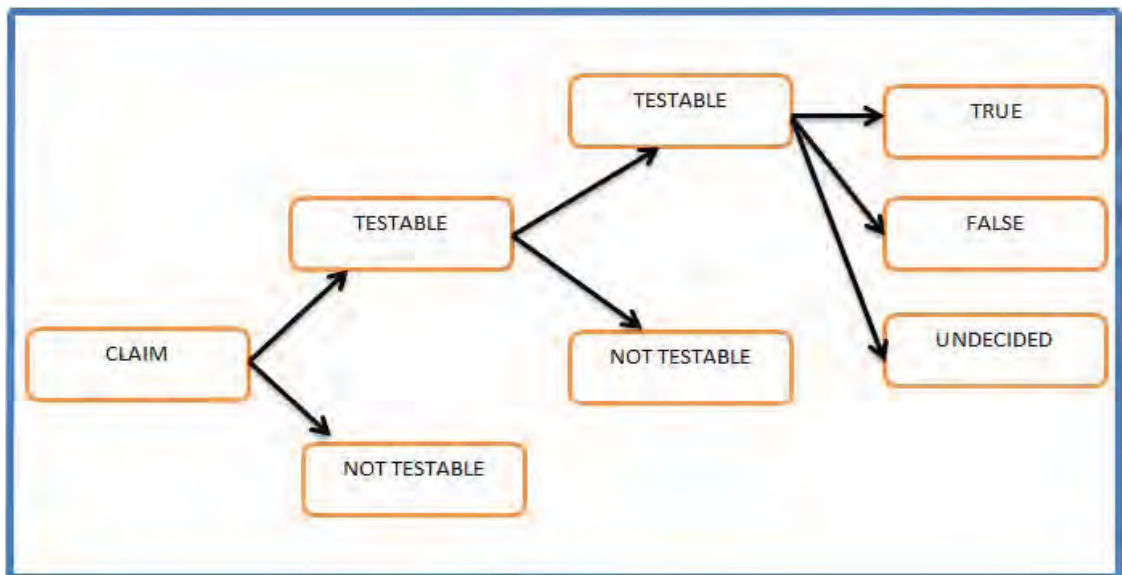 TESTABLE
TRUE
TESTABLE
FALSE
CLAIM
NOT TESTABLE
UNDECIDED
NOT TESTABLE